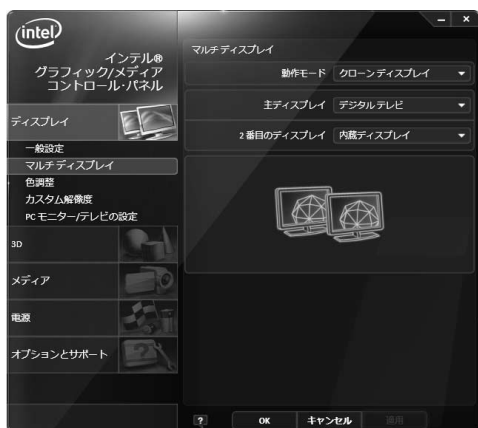 intel
インテル®
グラフィック/メディア
コントロール・パネル
ディスプレイ
一般設定
マルチディスプレイ
色調整
カスタム解像度
PC モニター/テレビの設定
3D
メディア
電源
オプションとサポート
マルチディスプレイ
動作モード クローンディスプレイ
主ディスプレイ デジタルテレビ
2 番目のディスプレイ 内蔵ディスプレイ
?
OK キャンセル 適用